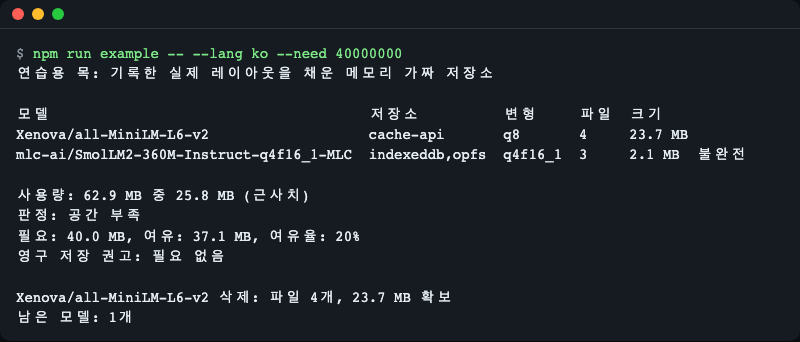 $ npm run example -- --lang ko --need 40000000
연습용 목: 기록한 실제 레이아웃을 채운 메모리 가짜 저장소
모델 저장소 변형 파일 크기
Xenova/all-MiniLM-L6-v2 cache-api q8 4 23.7 MB
mlc-ai/SmolLM2-360M-Instruct-q4f16_1-MLC indexeddb,opfs q4f16_1 3 2.1 MB 불완전
사용량: 62.9 MB 중 25.8 MB (근사치)
판정: 공간 부족
필요: 40.0 MB, 여유: 37.1 MB, 여유율: 20%
영구 저장 권고: 필요 없음
Xenova/all-MiniLM-L6-v2 삭제: 파일 4개, 23.7 MB 확보
남은 모델: 1개